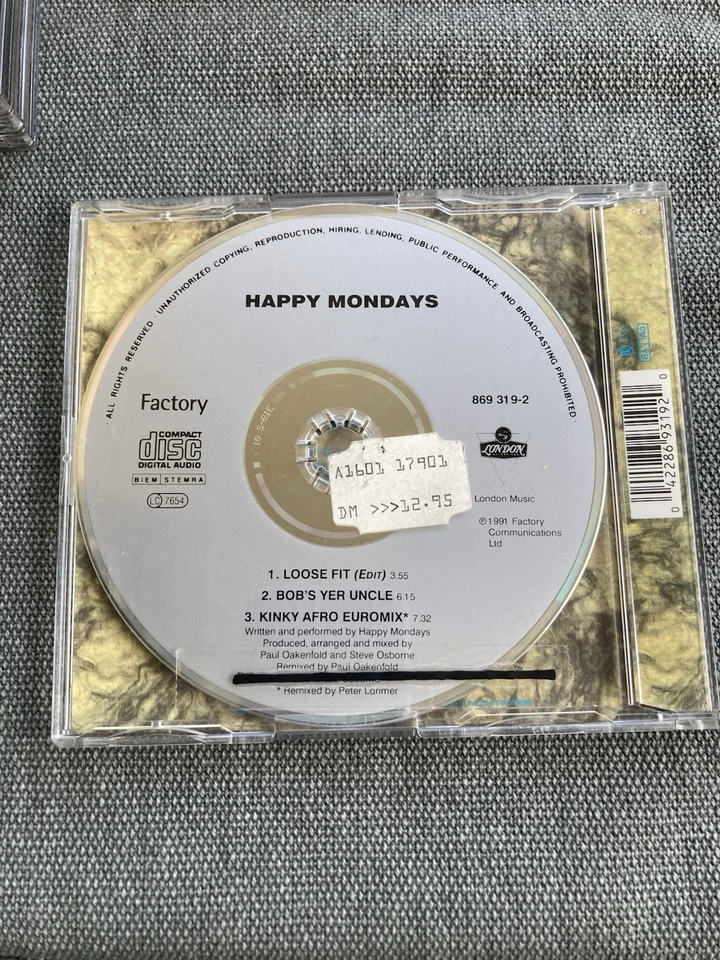 ALL RIGHTS RESERVED · UNAUTHORIZED COPYING, REPRODUCTION, HIRING, LENDING, PUBLIC PERFORMANCE AND BROADCASTING PROHIBITED
HAPPY MONDAYS
Factory
869 319-2
COMPACT
disc
DIGITAL AUDIO
BIEM STEMRA
LC 7654
LONDON
London Music
℗1991 Factory
Communications
Ltd
A1601 17901
DM >>>12.95
1. LOOSE FIT (EDIT) 3.55
2. BOB'S YER UNCLE 6.15
3. KINKY AFRO EUROMIX* 7.32
Written and performed by Happy Mondays
Produced, arranged and mixed by
Paul Oakenfold and Steve Osborne
Remixed by Paul Oakenfold
* Remixed by Peter Lorimer
0 42286 93192 0